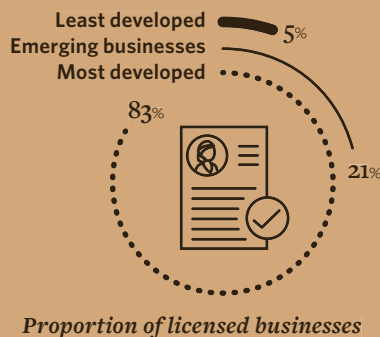 Least developed
5%
Emerging businesses
Most developed
83%
21%
Proportion of licensed businesses